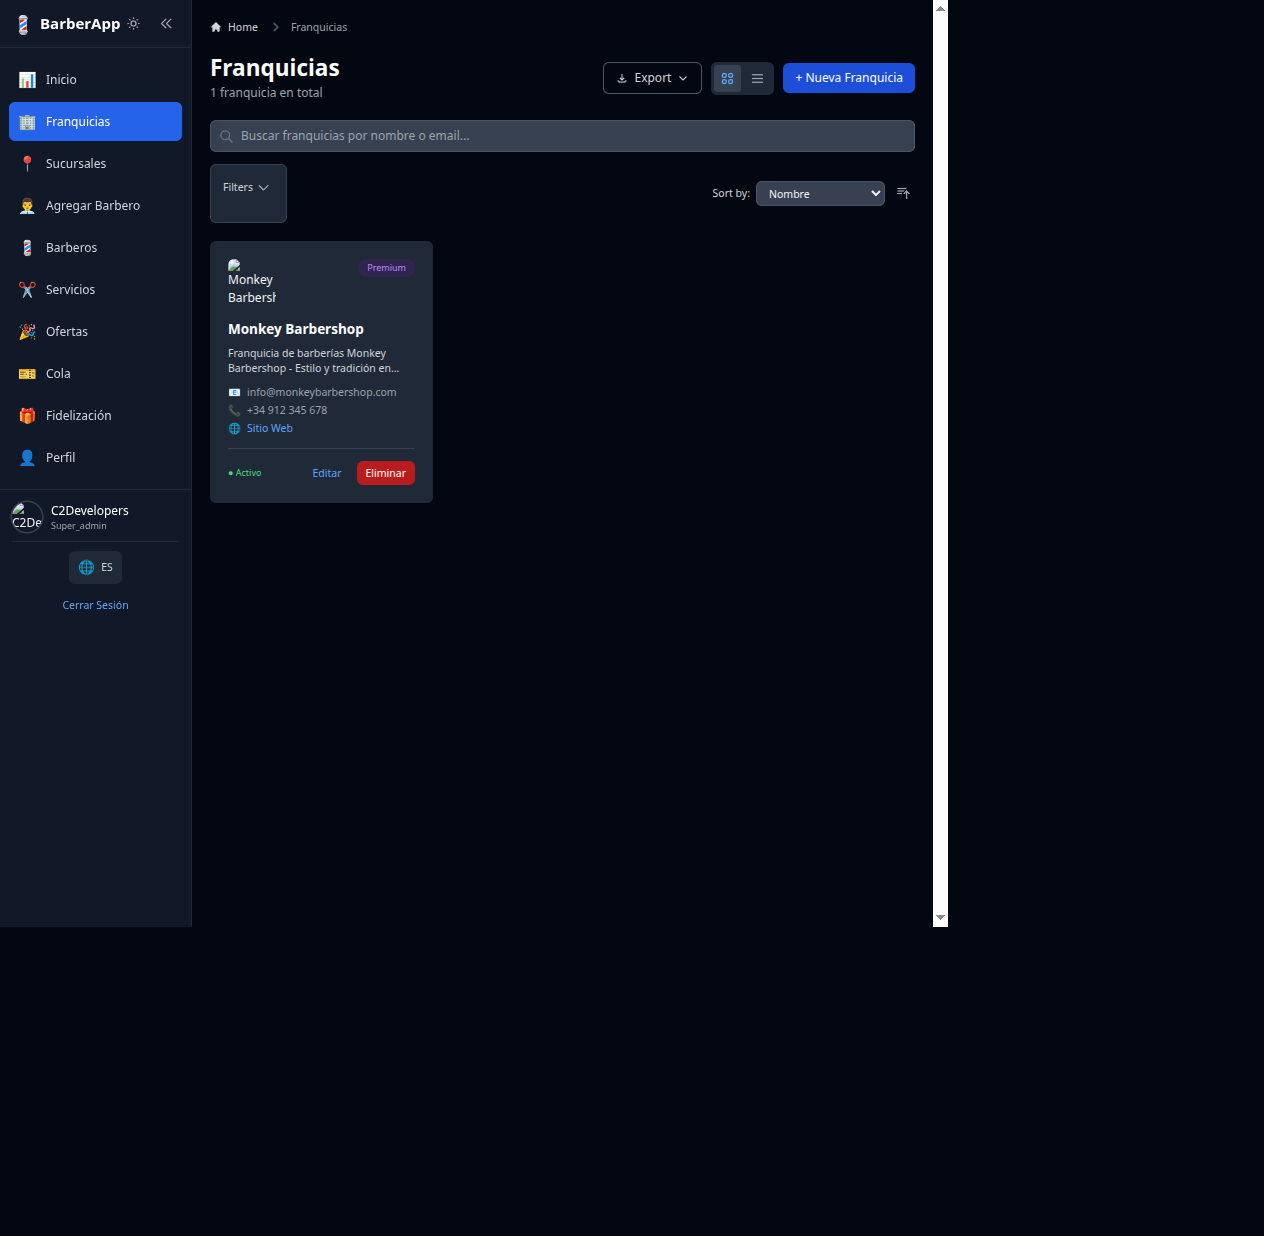 BarberApp
Inicio
Franquicias
Sucursales
Agregar Barbero
Barberos
Servicios
Ofertas
Cola
Fidelización
Perfil
C2De
C2Developers
Super_admin
ES
Cerrar Sesión
Home
Franquicias
Franquicias
1 franquicia en total
Export
+ Nueva Franquicia
Buscar franquicias por nombre o email...
Filters
Sort by:
Nombre
Monkey
Barbersh
Premium
Monkey Barbershop
Franquicia de barberías Monkey
Barbershop - Estilo y tradición en...
info@monkeybarbershop.com
+34 912 345 678
Sitio Web
Activo
Editar
Eliminar